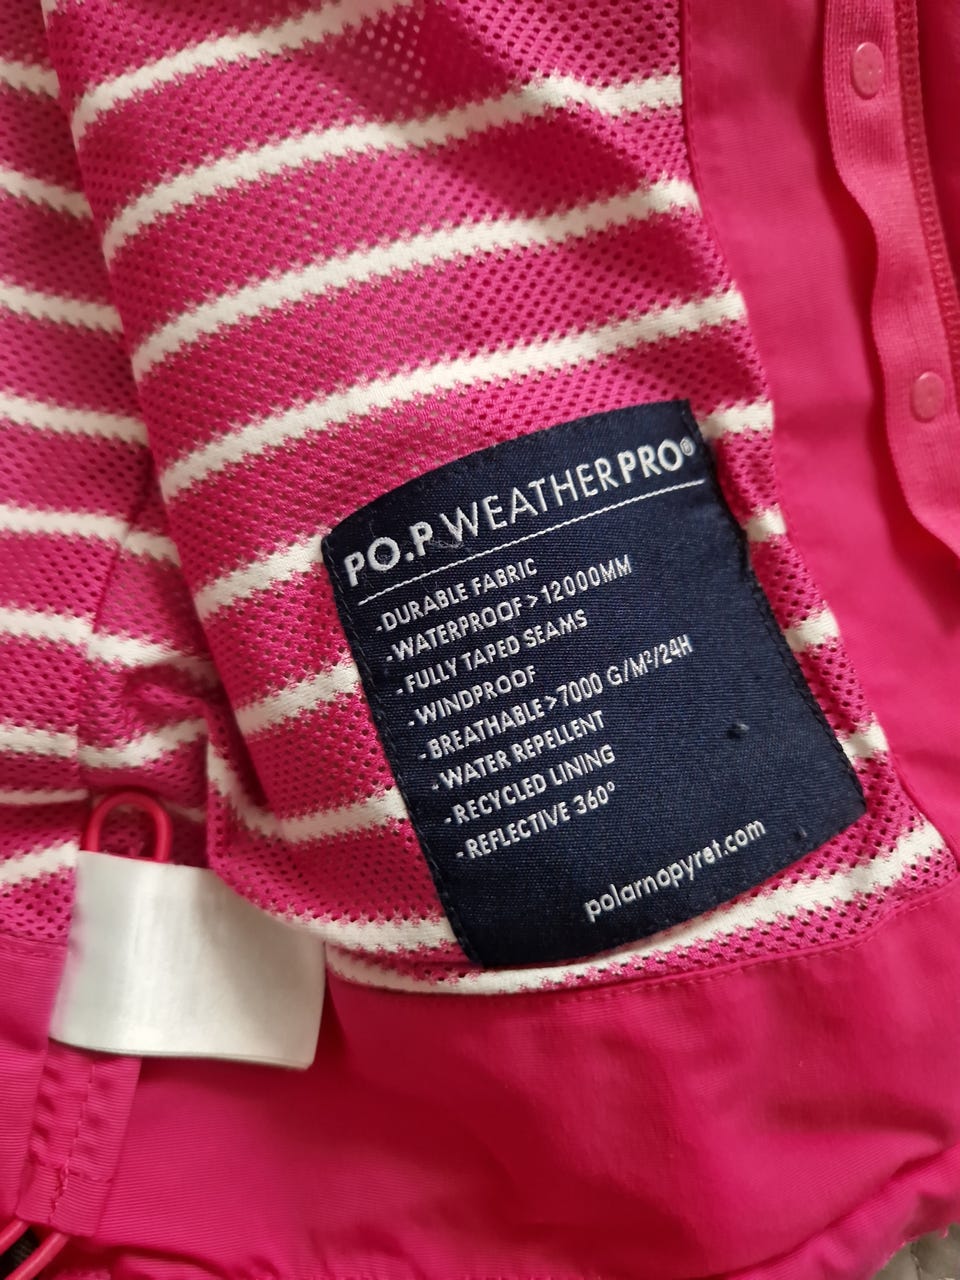 PO.P WEATHERPRO®
-DURABLE FABRIC
-WATERPROOF >12000MM
-FULLY TAPED SEAMS
-WINDPROOF
-BREATHABLE >7000 G/M²/24H
-WATER REPELLENT
-RECYCLED LINING
-REFLECTIVE 360°
polarnopyret.com